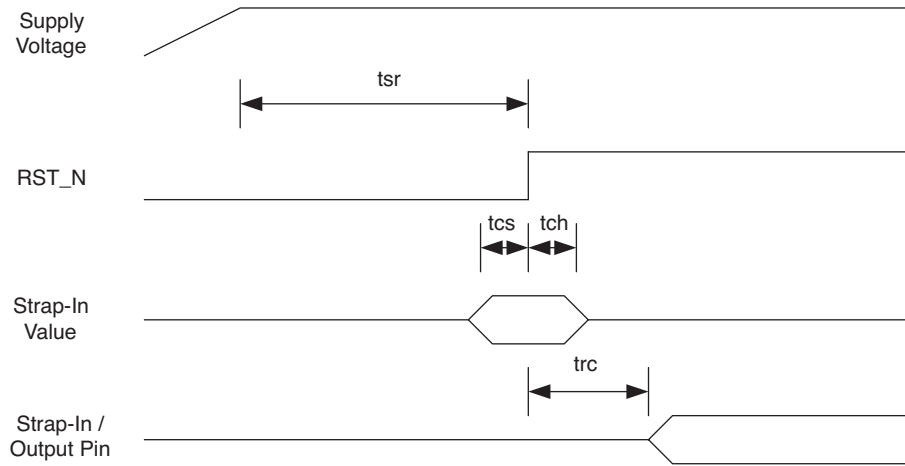 Supply
Voltage
tsr
RST_N
tcs
tch
Strap-In
Value
trc
Strap-In /
Output Pin